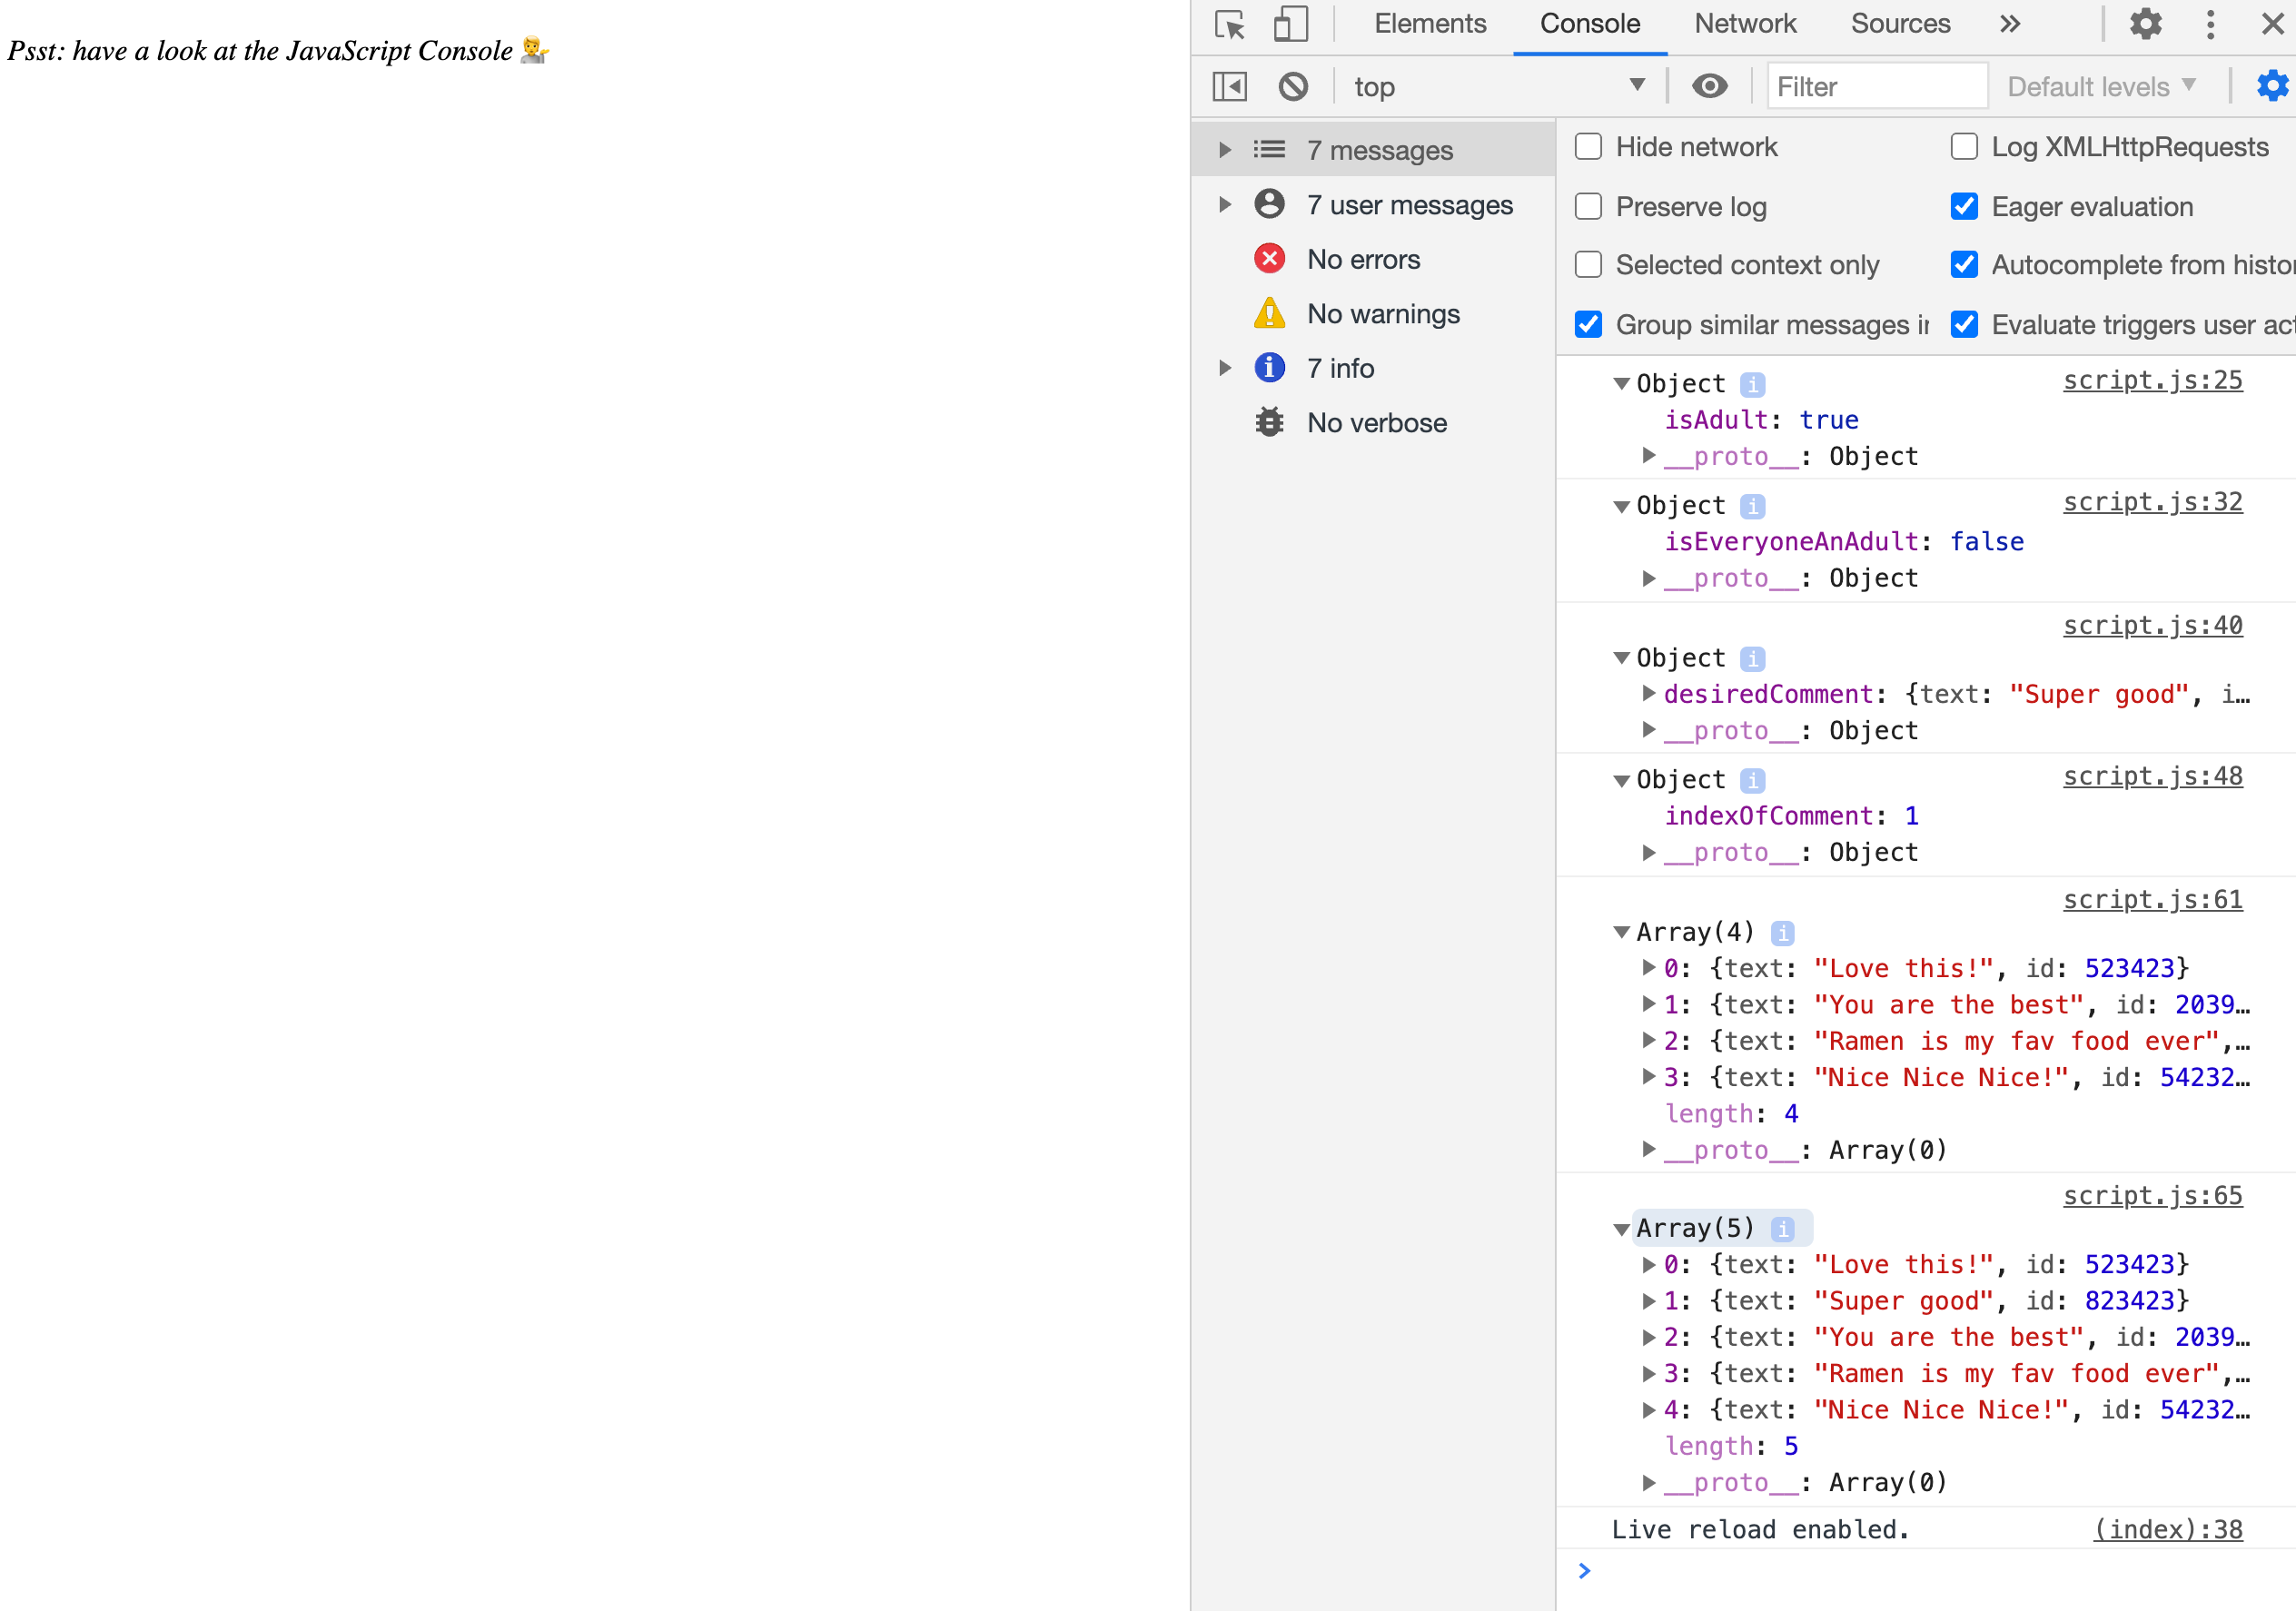 Psst: have a look at the JavaScript Console 💁
Elements Console Network Sources »
top Filter Default levels
7 messages
7 user messages
No errors
No warnings
7 info
No verbose
Hide network Log XMLHttpRequests
Preserve log Eager evaluation
Selected context only Autocomplete from histo
Group similar messages in Evaluate triggers user act
Object i script.js:25
isAdult: true
__proto__: Object
Object i script.js:32
isEveryoneAnAdult: false
__proto__: Object
script.js:40
Object i
desiredComment: {text: "Super good", i…
__proto__: Object
Object i script.js:48
indexOfComment: 1
__proto__: Object
script.js:61
Array(4) i
0: {text: "Love this!", id: 523423}
1: {text: "You are the best", id: 2039…
2: {text: "Ramen is my fav food ever",…
3: {text: "Nice Nice Nice!", id: 54232…
length: 4
__proto__: Array(0)
script.js:65
Array(5) i
0: {text: "Love this!", id: 523423}
1: {text: "Super good", id: 823423}
2: {text: "You are the best", id: 2039…
3: {text: "Ramen is my fav food ever",…
4: {text: "Nice Nice Nice!", id: 54232…
length: 5
__proto__: Array(0)
Live reload enabled. (index):38
>